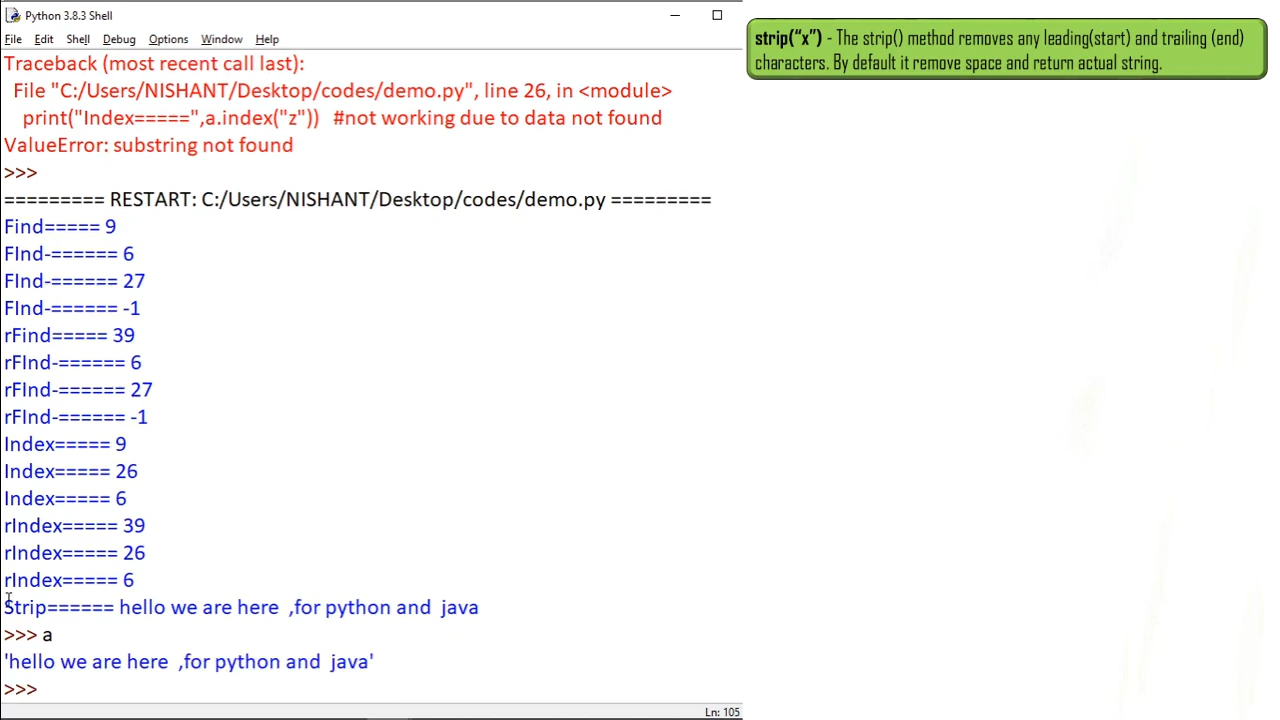 Python 3.8.3 Shell
File Edit Shell Debug Options Window Help
Traceback (most recent call last):
File "C:/Users/NISHANT/Desktop/codes/demo.py", line 26, in <module>
print("Index=====",a.index("z")) #not working due to data not found
ValueError: substring not found
>>>
========= RESTART: C:/Users/NISHANT/Desktop/codes/demo.py =========
Find===== 9
FInd-====== 6
FInd-====== 27
FInd-====== -1
rFind===== 39
rFInd-====== 6
rFInd-====== 27
rFInd-====== -1
Index===== 9
Index===== 26
Index===== 6
rIndex===== 39
rIndex===== 26
rIndex===== 6
Strip====== hello we are here  ,for python and  java
>>> a
'hello we are here  ,for python and  java'
>>>
Ln: 105
strip(“x”) - The strip() method removes any leading(start) and trailing (end)
characters. By default it remove space and return actual string.